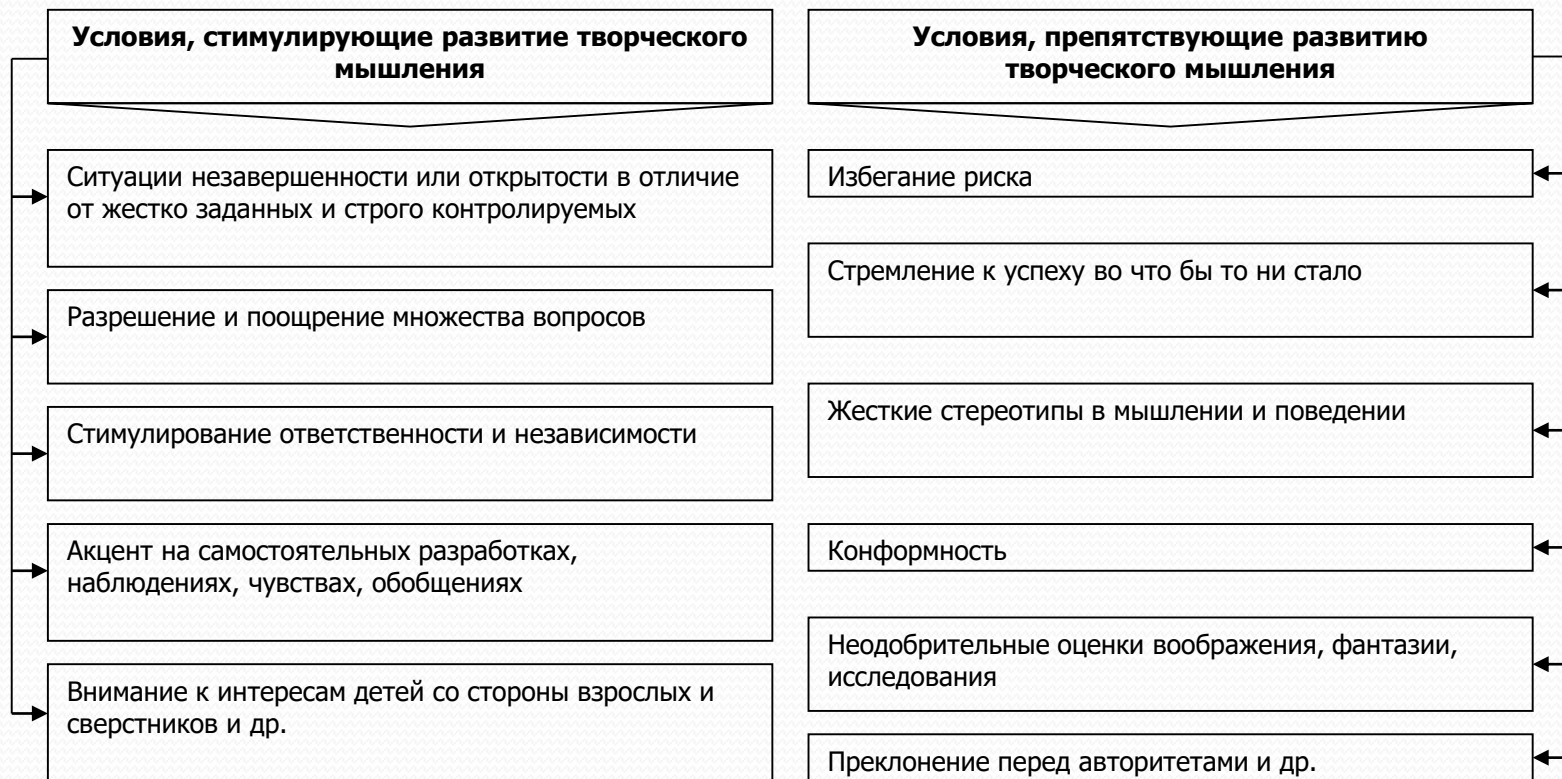 Условия, стимулирующие развитие творческого
мышления
Ситуации незавершенности или открытости в отличие
от жестко заданных и строго контролируемых
Разрешение и поощрение множества вопросов
Стимулирование ответственности и независимости
Акцент на самостоятельных разработках,
наблюдениях, чувствах, обобщениях
Внимание к интересам детей со стороны взрослых и
сверстников и др.
Условия, препятствующие развитию
творческого мышления
Избегание риска
Стремление к успеху во что бы то ни стало
Жесткие стереотипы в мышлении и поведении
Конформность
Неодобрительные оценки воображения, фантазии,
исследования
Преклонение перед авторитетами и др.